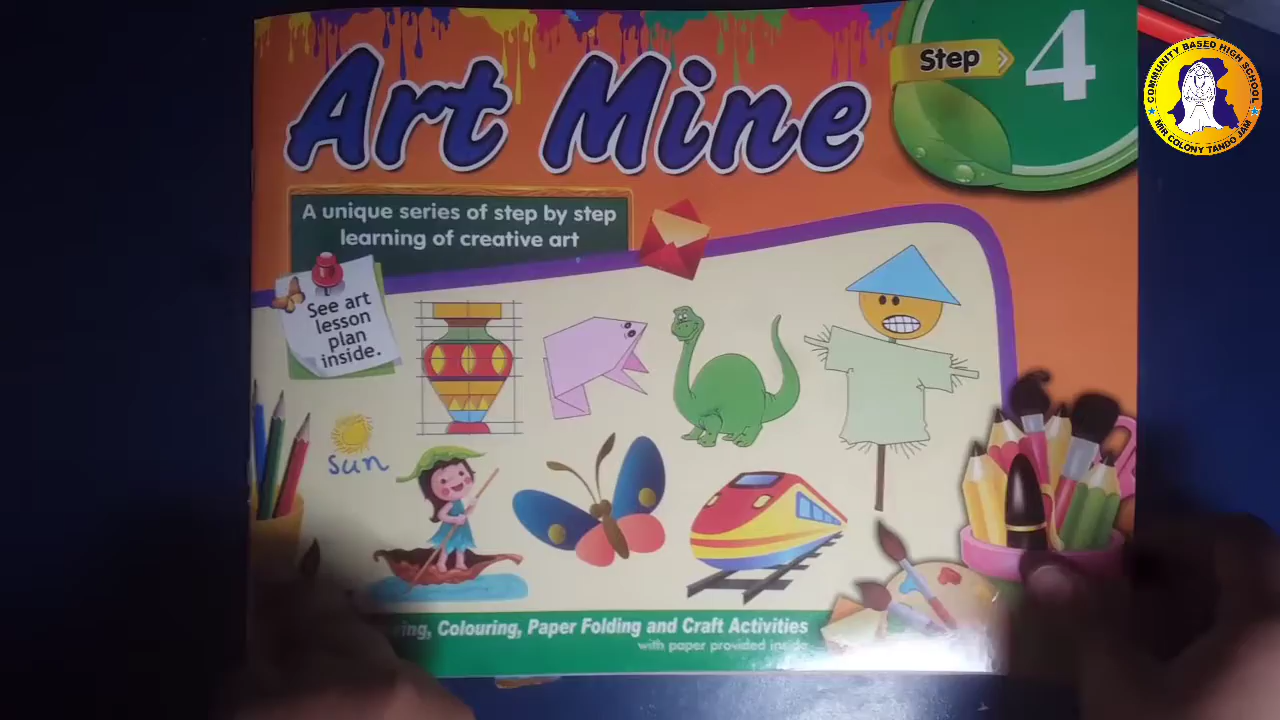 Art Mine
Step 4
A unique series of step by step
learning of creative art
See art
lesson
plan
inside.
sun
Colouring, Paper Folding and Craft Activities
with paper provided inside
COMMUNITY BASED HIGH SCHOOL
MIR COLONY TANDO JAM